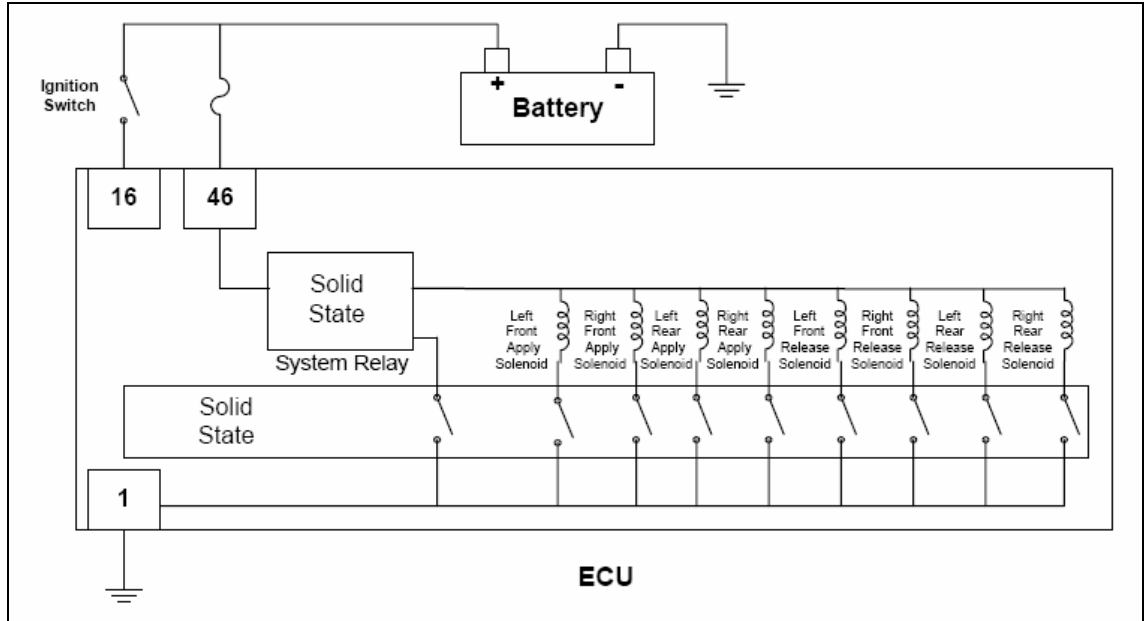 Ignition
Switch
+ -
Battery
16
46
Solid
State
System Relay
Left
Front
Apply
Solenoid
Right
Front
Apply
Solenoid
Left
Rear
Apply
Solenoid
Right
Rear
Apply
Solenoid
Left
Front
Release
Solenoid
Right
Front
Release
Solenoid
Left
Rear
Release
Solenoid
Right
Rear
Release
Solenoid
Solid
State
1
ECU